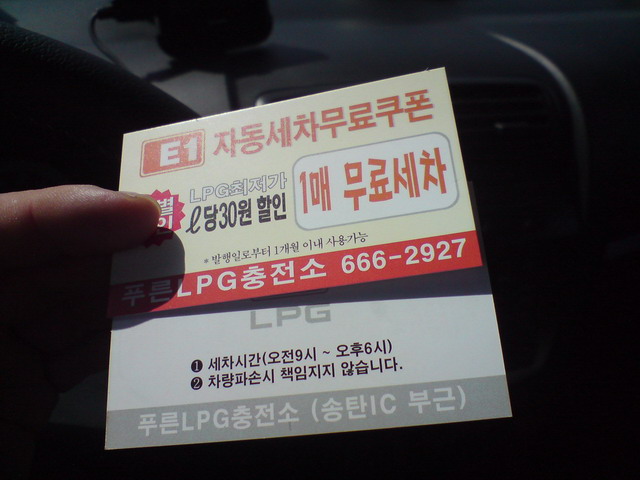 E1 자동세차무료쿠폰
LPG최저가
ℓ당30원 할인
1매 무료세차
* 발행일로부터 1개월 이내 사용가능
푸른LPG충전소 666-2927
LPG
❶ 세차시간(오전9시 ~ 오후6시)
❷ 차량파손시 책임지지 않습니다.
푸른LPG충전소 (송탄IC 부근)